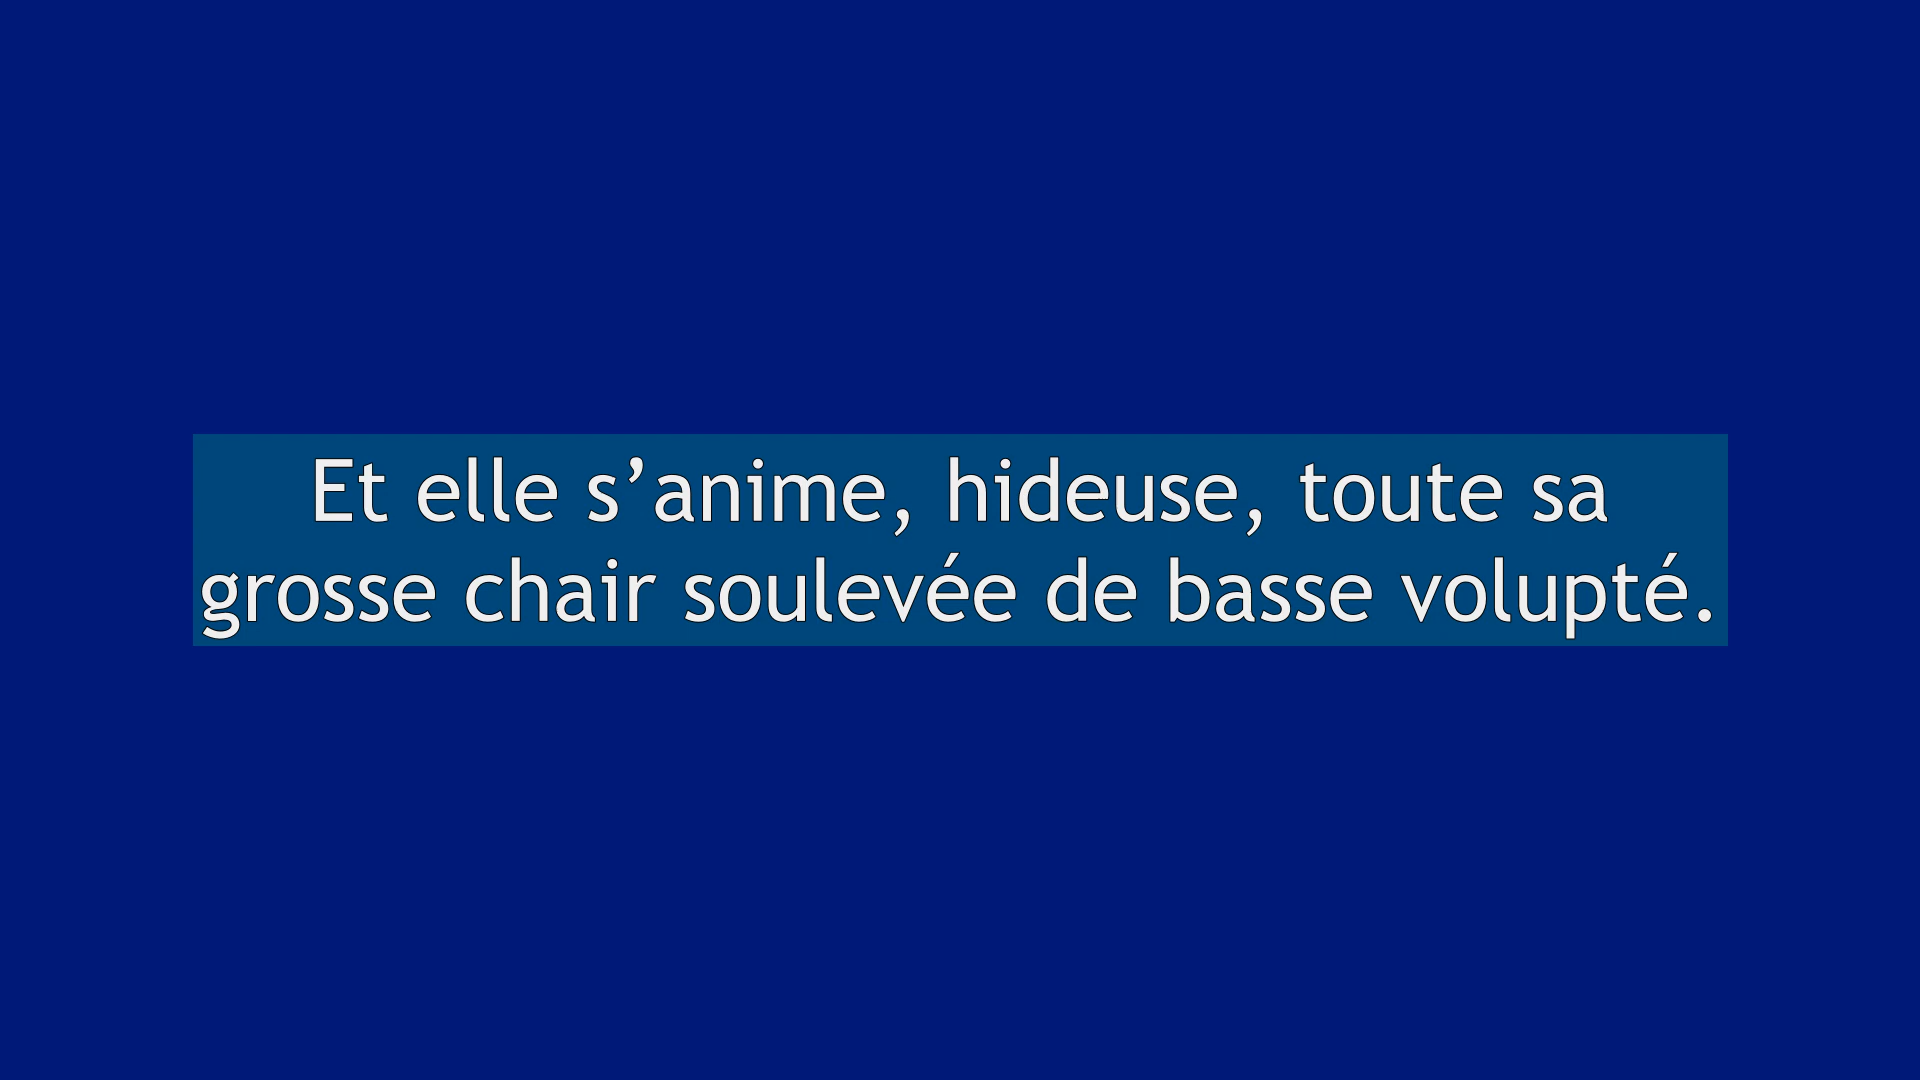 Et elle s’anime, hideuse, toute sa
grosse chair soulevée de basse volupté.